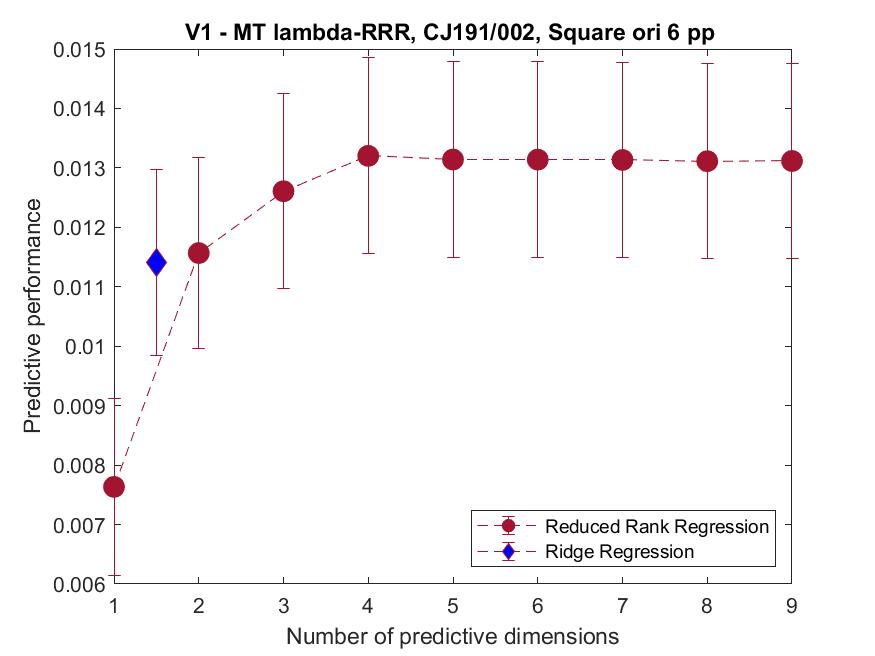 V1 - MT lambda-RRR, CJ191/002, Square ori 6 pp
0.015
0.014
0.013
0.012
0.011
0.01
0.009
0.008
0.007
0.006
Predictive performance
1 2 3 4 5 6 7 8 9
Number of predictive dimensions
Reduced Rank Regression
Ridge Regression